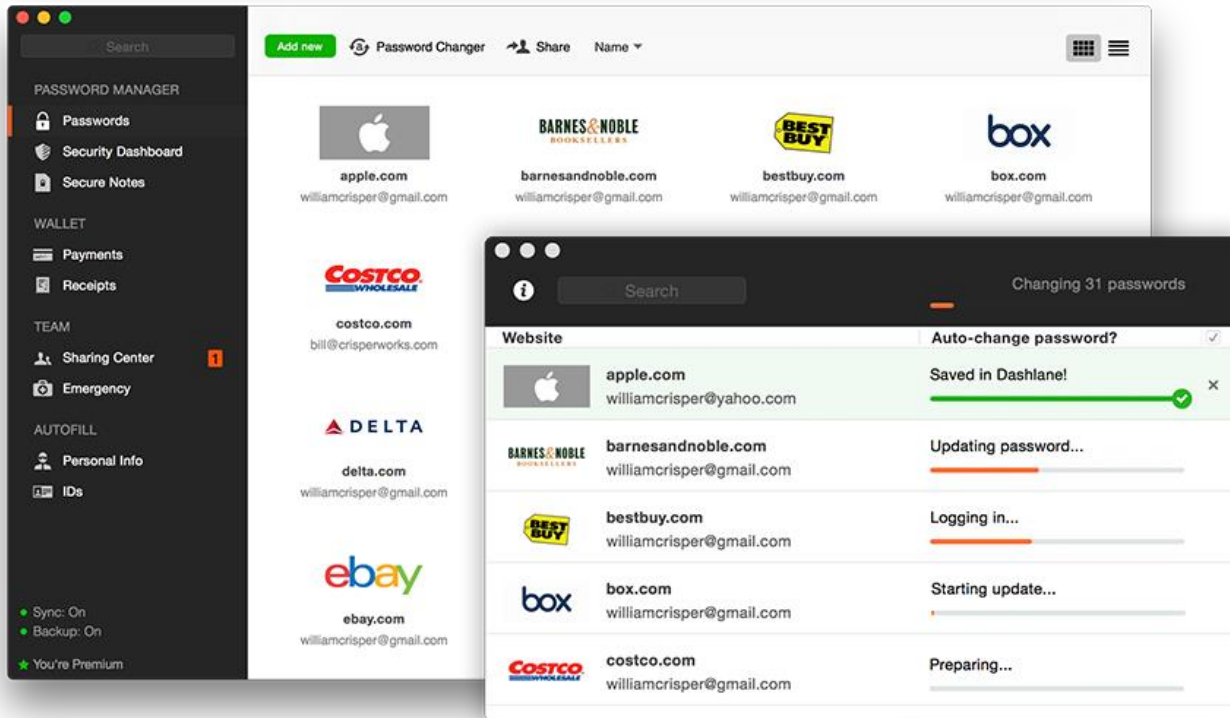 Search
Add new
Password Changer
Share
Name
PASSWORD MANAGER
Passwords
Security Dashboard
Secure Notes
WALLET
Payments
Receipts
TEAM
Sharing Center 1
Emergency
AUTOFILL
Personal Info
IDs
Sync: On
Backup: On
You're Premium
BARNES&NOBLE
BOOKSELLERS
BEST
BUY
box
apple.com
barnesandnoble.com
bestbuy.com
box.com
williamcrisper@gmail.com
williamcrisper@gmail.com
williamcrisper@gmail.com
williamcrisper@gmail.com
COSTCO
WHOLESALE
costco.com
bill@crisperworks.com
DELTA
delta.com
williamcrisper@gmail.com
ebay
ebay.com
williamcrisper@gmail.com
Search
Changing 31 passwords
Website
Auto-change password?
apple.com
williamcrisper@yahoo.com
Saved in Dashlane!
BARNES&NOBLE
BOOKSELLERS
barnesandnoble.com
williamcrisper@gmail.com
Updating password...
BEST
BUY
bestbuy.com
williamcrisper@gmail.com
Logging in...
box
box.com
williamcrisper@gmail.com
Starting update...
COSTCO
WHOLESALE
costco.com
williamcrisper@gmail.com
Preparing...